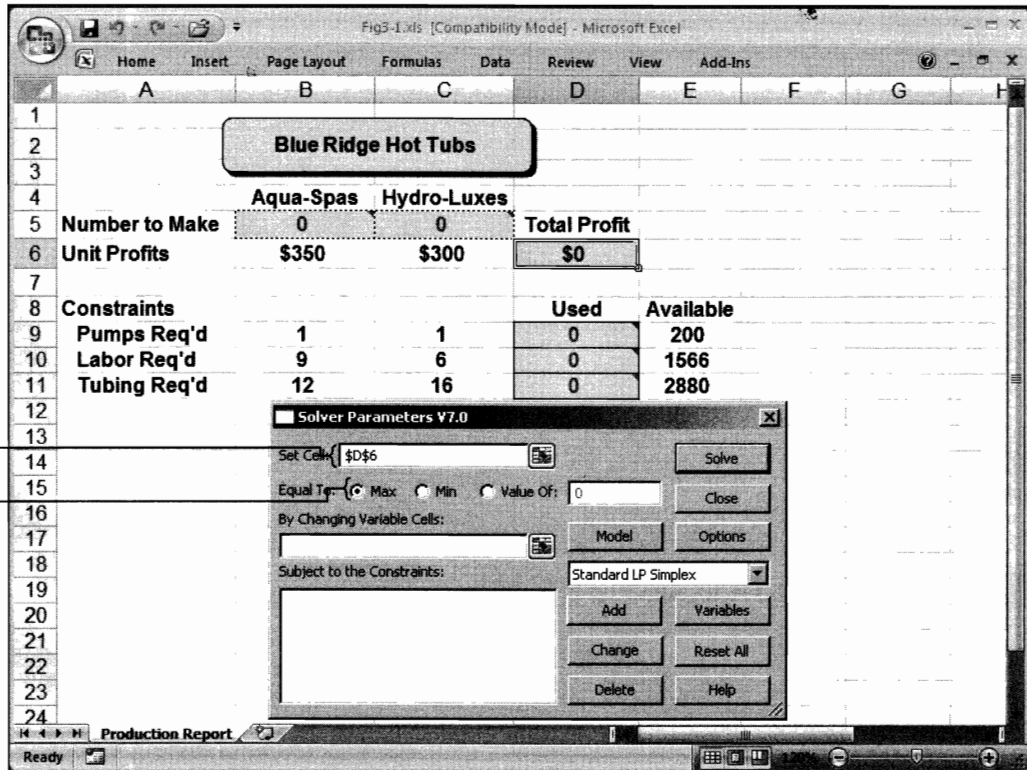 Fig3-1.xls [Compatibility Mode] - Microsoft Excel
Home Insert Page Layout Formulas Data Review View Add-Ins
A B C D E F G H
1
2 Blue Ridge Hot Tubs
3
4 Aqua-Spas Hydro-Luxes
5 Number to Make 0 0 Total Profit
6 Unit Profits $350 $300 $0
7
8 Constraints Used Available
9 Pumps Req'd 1 1 0 200
10 Labor Req'd 9 6 0 1566
11 Tubing Req'd 12 16 0 2880
12
13
14
15
16
17
18
19
20
21
22
23
24
Solver Parameters V7.0
Set Cell: $D$6 Solve
Equal To: Max Min Value Of: 0 Close
By Changing Variable Cells:
Model Options
Subject to the Constraints: Standard LP Simplex
Add Variables
Change Reset All
Delete Help
Production Report
Ready 120%